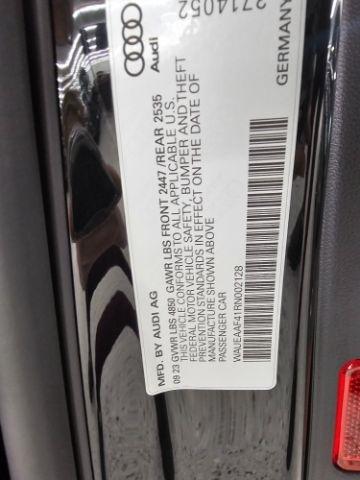 Audi
2714052
GERMANY
MFD. BY AUDI AG
09 23 GVWR LBS 4850 GAWR LBS FRONT 2447 /REAR 2535
THIS VEHICLE CONFORMS TO ALL APPLICABLE U.S.
FEDERAL MOTOR VEHICLE SAFETY, BUMPER AND THEFT
PREVENTION STANDARDS IN EFFECT ON THE DATE OF
MANUFACTURE SHOWN ABOVE
PASSENGER CAR
WAUEAAF41RN002128